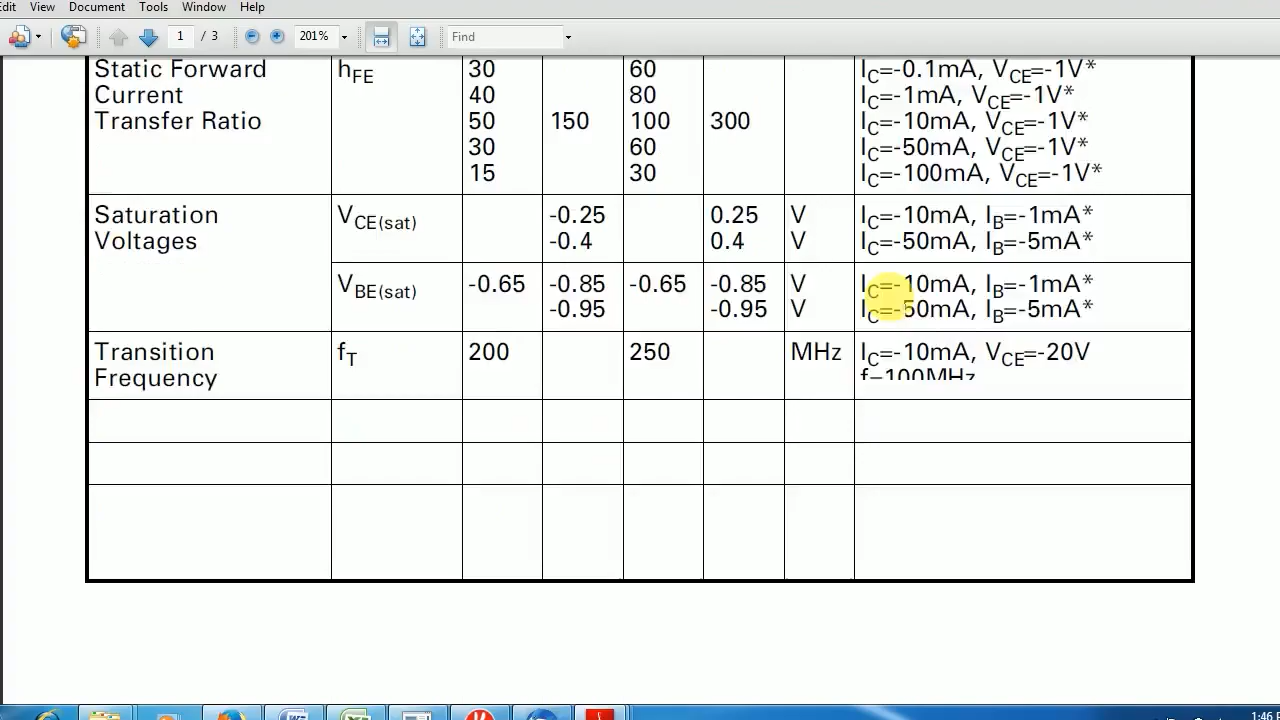 Edit View Document Tools Window Help
1 / 3 201% Find
Static Forward hFE 30 60 IC=-0.1mA, VCE=-1V*
Current 40 80 IC=-1mA, VCE=-1V*
Transfer Ratio 50 150 100 300 IC=-10mA, VCE=-1V*
30 60 IC=-50mA, VCE=-1V*
15 30 IC=-100mA, VCE=-1V*
Saturation VCE(sat) -0.25 0.25 V IC=-10mA, IB=-1mA*
Voltages -0.4 0.4 V IC=-50mA, IB=-5mA*
VBE(sat) -0.65 -0.85 -0.65 -0.85 V IC=-10mA, IB=-1mA*
-0.95 -0.95 V IC=-50mA, IB=-5mA*
Transition fT 200 250 MHz IC=-10mA, VCE=-20V
Frequency f=100MHz
1:46